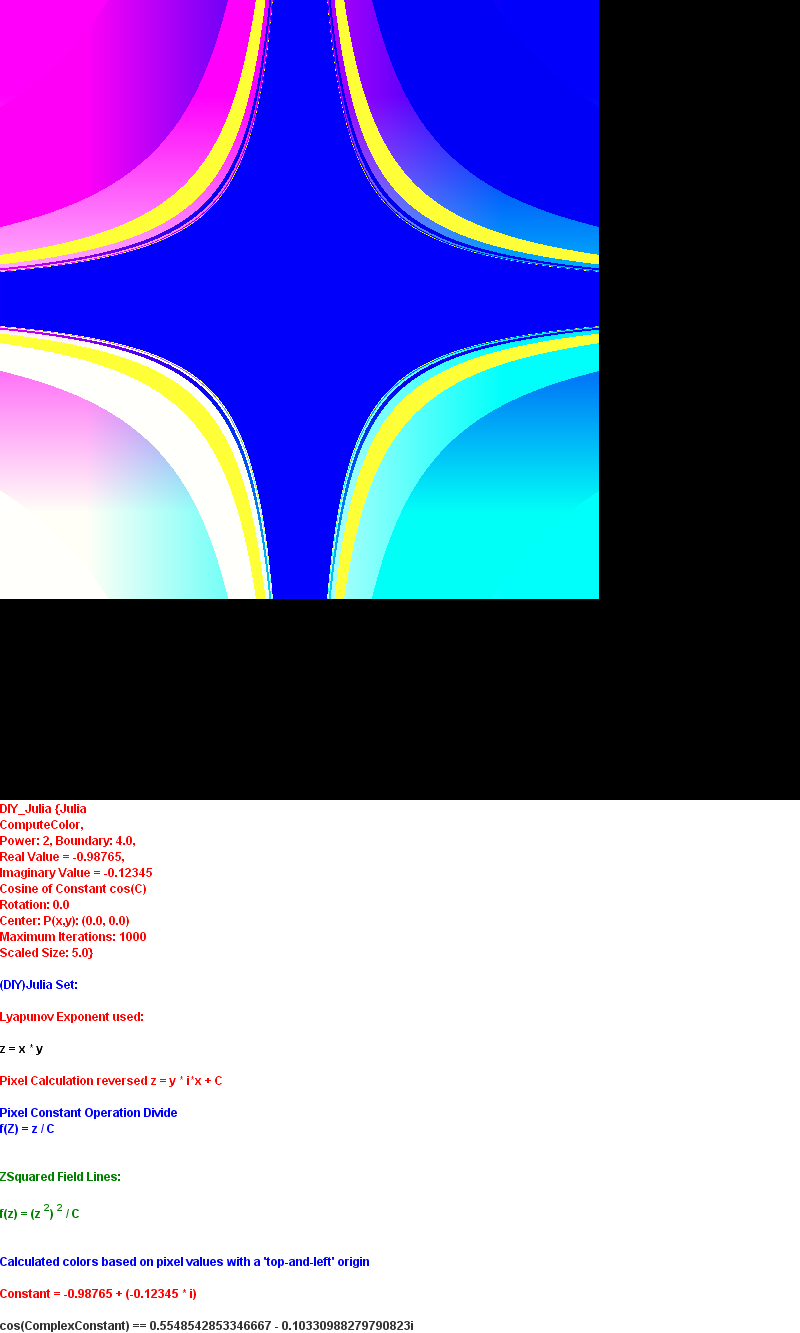 DIY_Julia {Julia
ComputeColor,
Power: 2, Boundary: 4.0,
Real Value = -0.98765,
Imaginary Value = -0.12345
Cosine of Constant cos(C)
Rotation: 0.0
Center: P(x,y): (0.0, 0.0)
Maximum Iterations: 1000
Scaled Size: 5.0}
(DIY)Julia Set:
Lyapunov Exponent used:
z = x * y
Pixel Calculation reversed z = y * i*x + C
Pixel Constant Operation Divide
f(Z) = z / C
ZSquared Field Lines:
f(z) = (z 2) 2 / C
Calculated colors based on pixel values with a 'top-and-left' origin
Constant = -0.98765 + (-0.12345 * i)
cos(ComplexConstant) == 0.5548542853346667 - 0.10330988279790823i